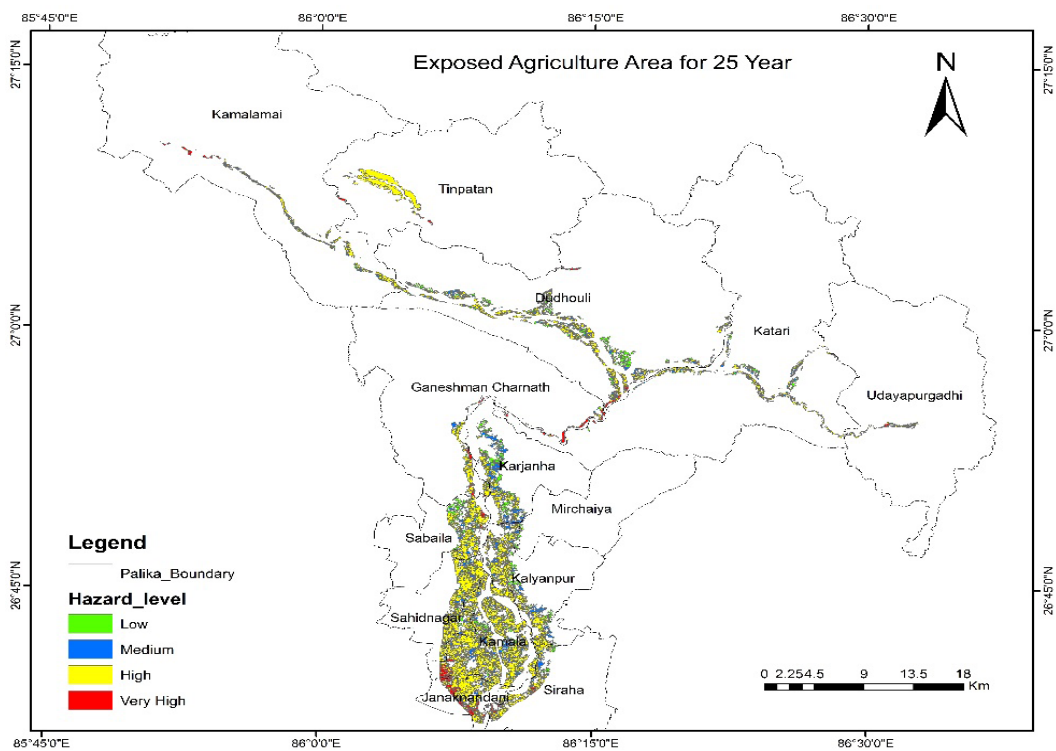 85°45'0"E 86°0'0"E 86°15'0"E 86°30'0"E
27°15'0"N
27°15'0"N
Exposed Agriculture Area for 25 Year
N
Kamalamai
Tinpatan
Dudhouli
27°0'0"N
27°0'0"N
Katari
Ganeshman Charnath
Udayapurgadhi
Karjanha
Mirchaiya
Sabaila
Legend
Palika_Boundary
Kalyanpur
26°45'0"N
26°45'0"N
Hazard_level
Low
Medium
High
Very High
Sahidnagar
Kamala
Siraha
Janaknandani
0 2.25 4.5 9 13.5 18
Km
85°45'0"E 86°0'0"E 86°15'0"E 86°30'0"E